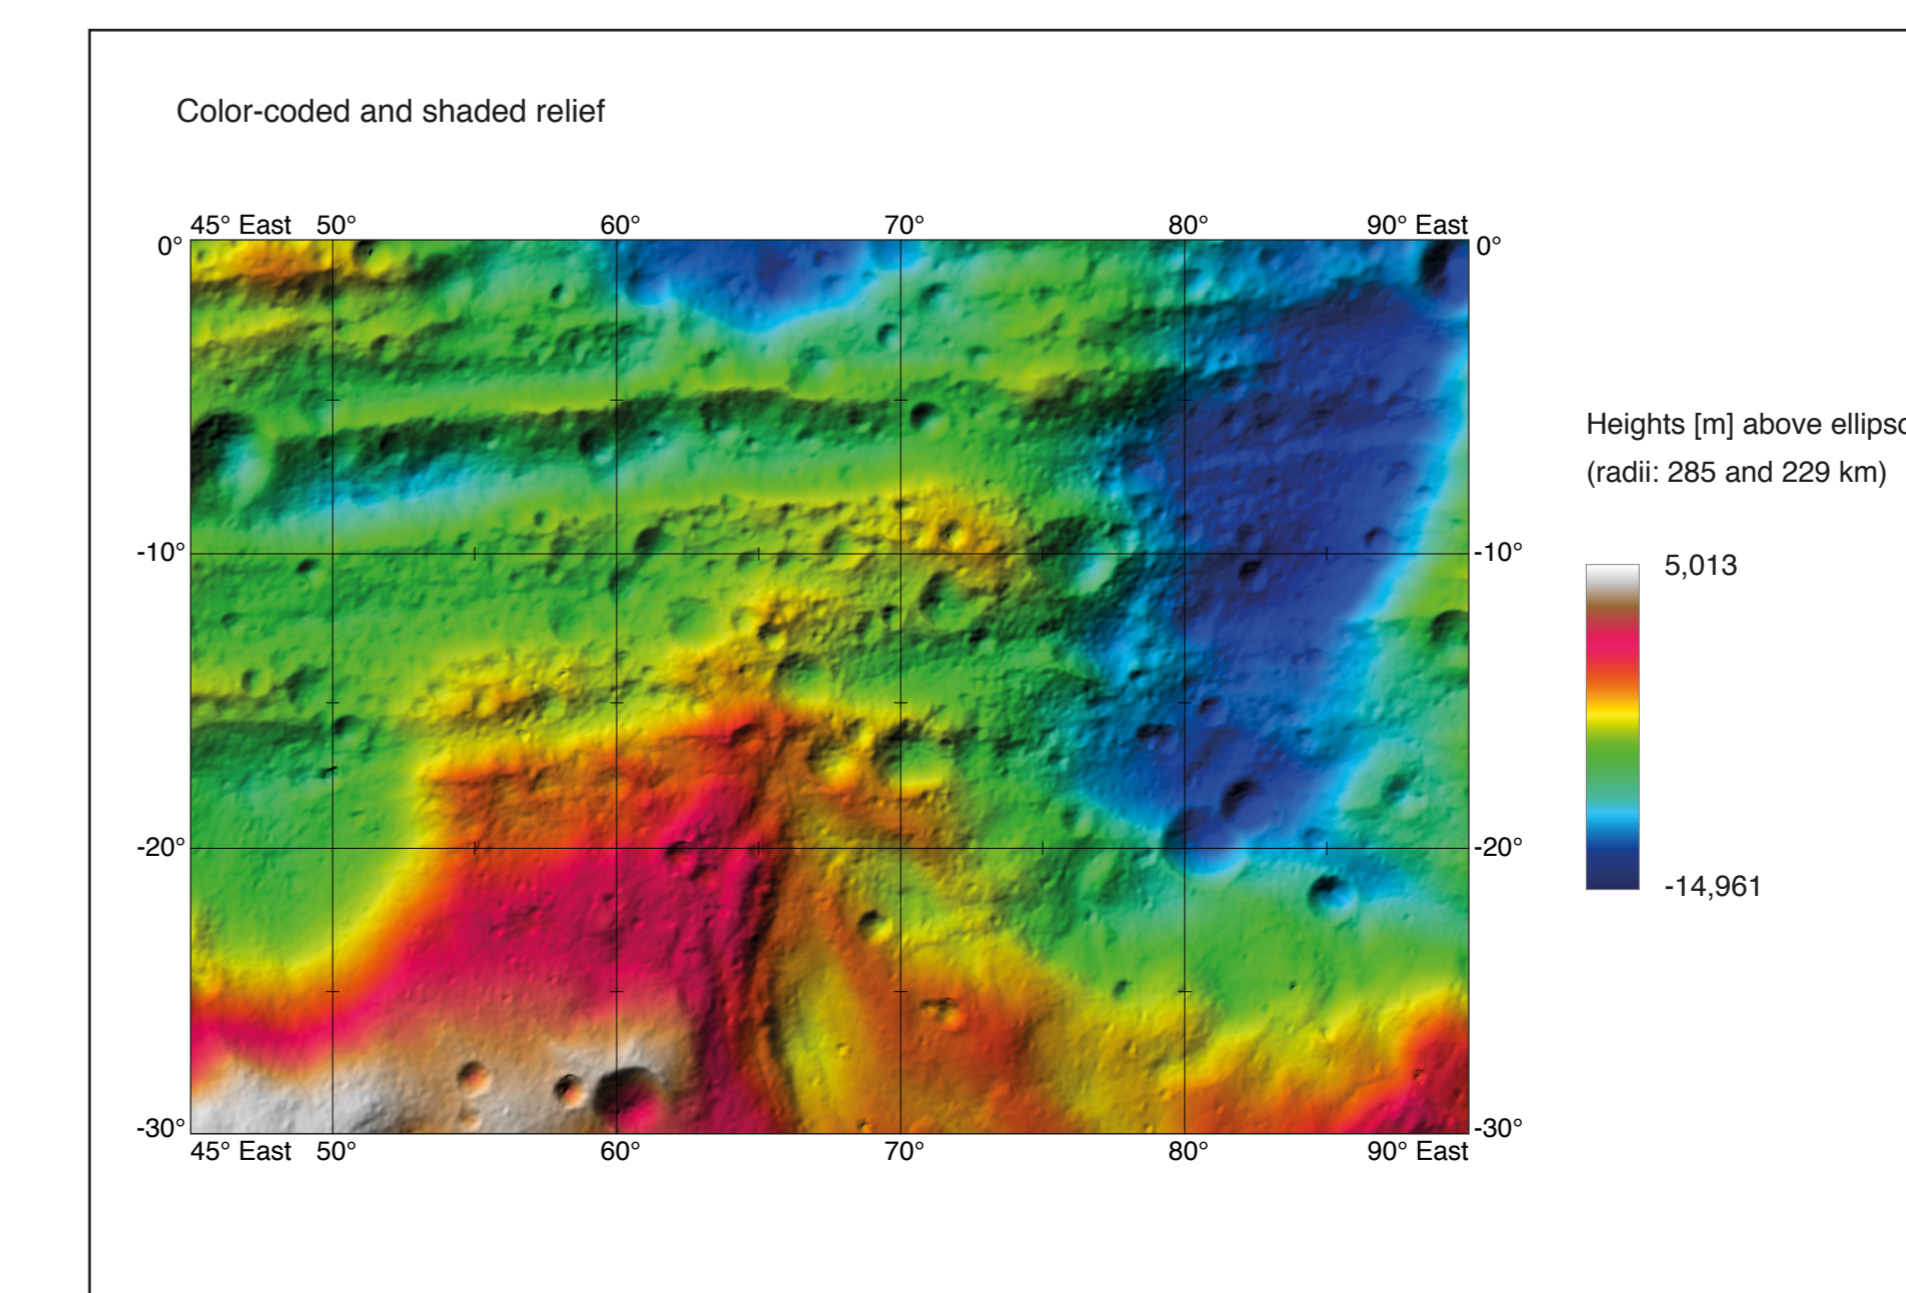 Color-coded and shaded relief
45° East 50° 60° 70° 80° 90° East
0° 0°
Heights [m] above
(radii: 285 and 229 km)
-10° -10°
5,013
-20° -20°
-14,961
-30° -30°
45° East 50° 60° 70° 80° 90° East